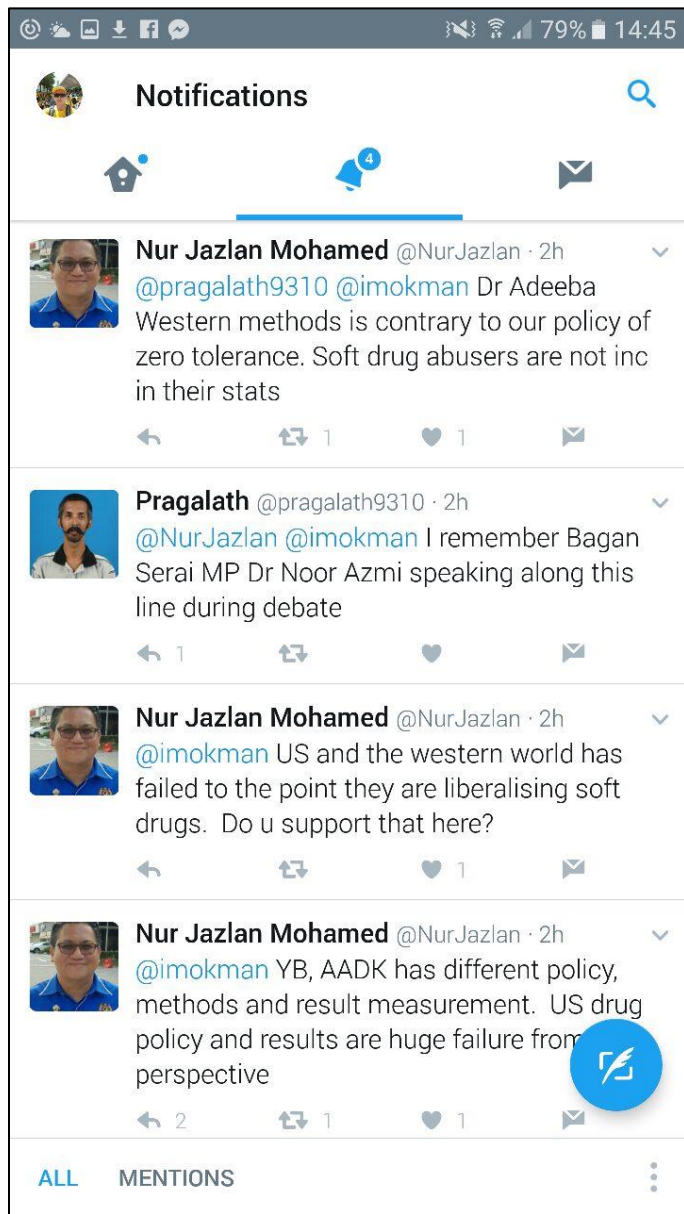 79% 14:45
Notifications
4
Nur Jazlan Mohamed @NurJazlan · 2h
@pragalath9310 @imokman Dr Adeeba
Western methods is contrary to our policy of
zero tolerance. Soft drug abusers are not inc
in their stats
1 1
Pragalath @pragalath9310 · 2h
@NurJazlan @imokman I remember Bagan
Serai MP Dr Noor Azmi speaking along this
line during debate
1
Nur Jazlan Mohamed @NurJazlan · 2h
@imokman US and the western world has
failed to the point they are liberalising soft
drugs.  Do u support that here?
1
Nur Jazlan Mohamed @NurJazlan · 2h
@imokman YB, AADK has different policy,
methods and result measurement.  US drug
policy and results are huge failure from
perspective
2 1 1
ALL MENTIONS